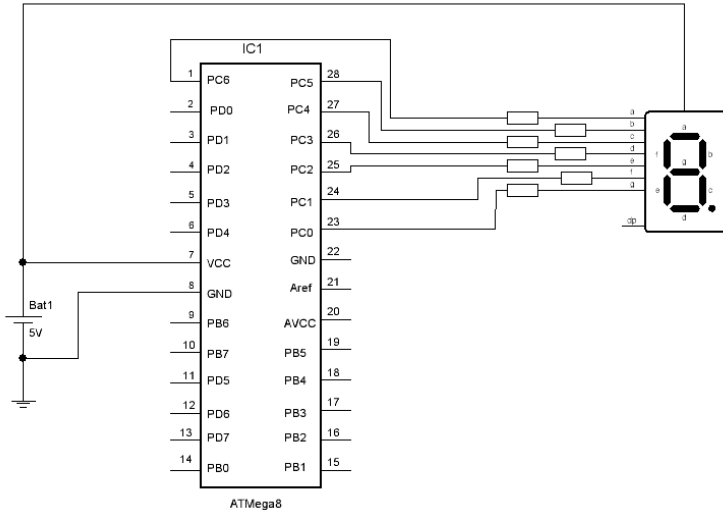 IC1
1 PC6 PC5 28
2 PD0 PC4 27
3 PD1 PC3 26
4 PD2 PC2 25
5 PD3 PC1 24
6 PD4 PC0 23
7 VCC GND 22
8 GND Aref 21
9 PB6 AVCC 20
10 PB7 PB5 19
11 PD5 PB4 18
12 PD6 PB3 17
13 PD7 PB2 16
14 PB0 PB1 15
ATMega8
Bat1
5V
a
b
c
d
e
f
g
dp
a
f b
g
e c
d